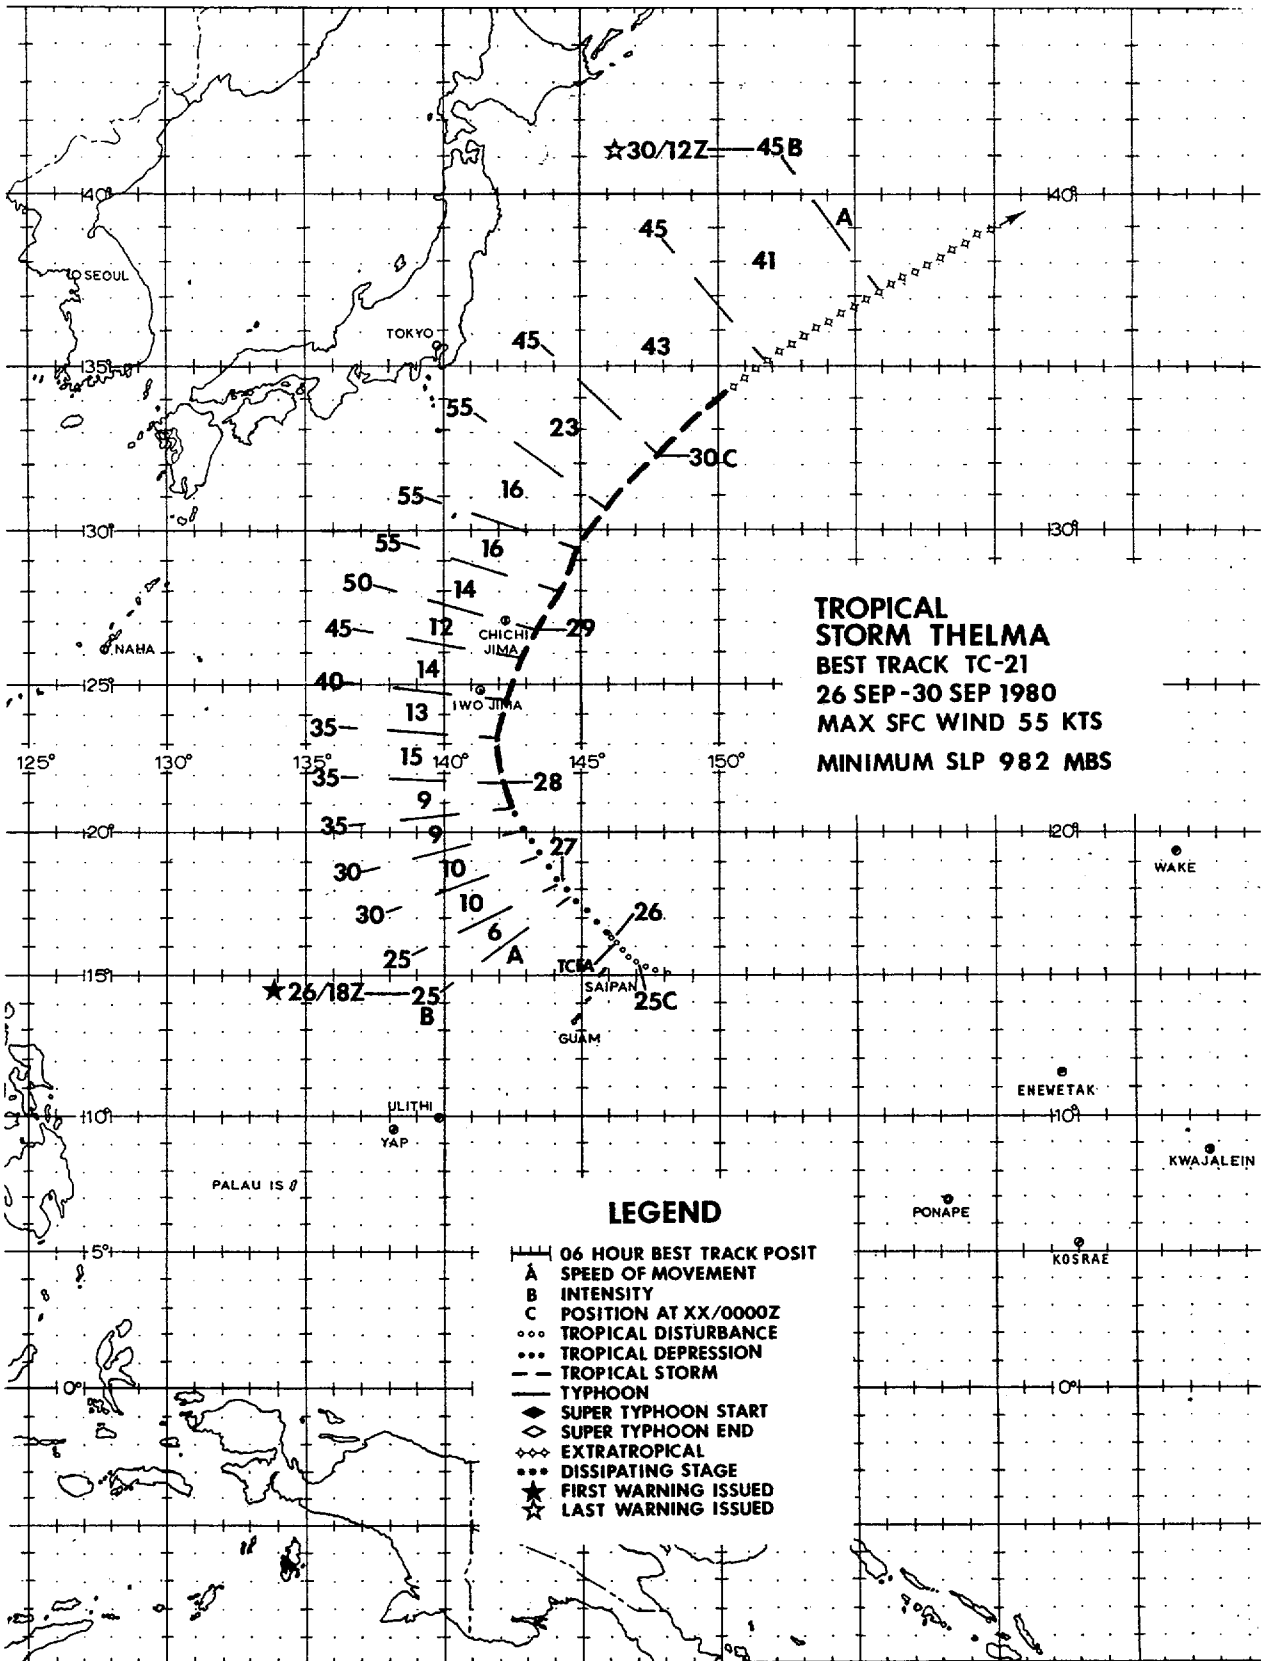 ☆30/12Z 45B
40° 40°
A
45
41
SEOUL
TOKYO
45 43
35° 35°
55
23
30C
16
55
30° 30°
55 16
50 14
29
45 12
CHICHI
JIMA
NAHA
14
40
25° 25°
IWO JIMA
13
35
125° 130° 135° 140° 145° 150°
15
35 28
9
35
20° 20°
9
27
30
10
30
10
26
6
A
25
TCFA
15°
SAIPAN
★26/18Z 25
25C
B
GUAM
TROPICAL
STORM THELMA
BEST TRACK TC-21
26 SEP-30 SEP 1980
MAX SFC WIND 55 KTS
MINIMUM SLP 982 MBS
WAKE
ENEWETAK
ULITHI
10° 10°
YAP
KWAJALEIN
PALAU IS
PONAPE
KOSRAE
5°
0° 0°
LEGEND
06 HOUR BEST TRACK POSIT
A SPEED OF MOVEMENT
B INTENSITY
C POSITION AT XX/0000Z
∘∘∘ TROPICAL DISTURBANCE
••• TROPICAL DEPRESSION
– – TROPICAL STORM
— TYPHOON
◆ SUPER TYPHOON START
◇ SUPER TYPHOON END
⋄⋄⋄ EXTRATROPICAL
••• DISSIPATING STAGE
★ FIRST WARNING ISSUED
☆ LAST WARNING ISSUED